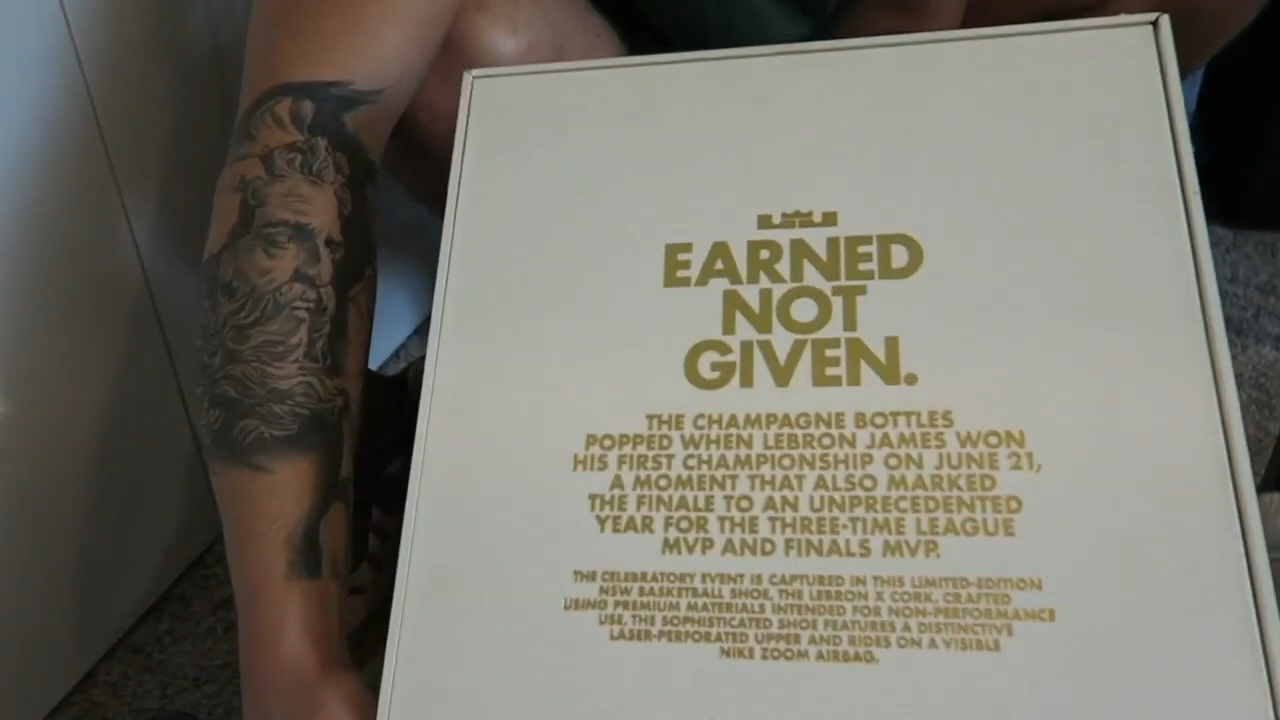 EARNED
NOT
GIVEN.
THE CHAMPAGNE BOTTLES
POPPED WHEN LEBRON JAMES WON
HIS FIRST CHAMPIONSHIP ON JUNE 21,
A MOMENT THAT ALSO MARKED
THE FINALE TO AN UNPRECEDENTED
YEAR FOR THE THREE-TIME LEAGUE
MVP AND FINALS MVP.
THE CELEBRATORY EVENT IS CAPTURED IN THIS LIMITED-EDITION
NSW BASKETBALL SHOE, THE LEBRON X CORK. CRAFTED
USING PREMIUM MATERIALS INTENDED FOR NON-PERFORMANCE
USE, THE SOPHISTICATED SHOE FEATURES A DISTINCTIVE
LASER-PERFORATED UPPER AND RIDES ON A VISIBLE
NIKE ZOOM AIRBAG.